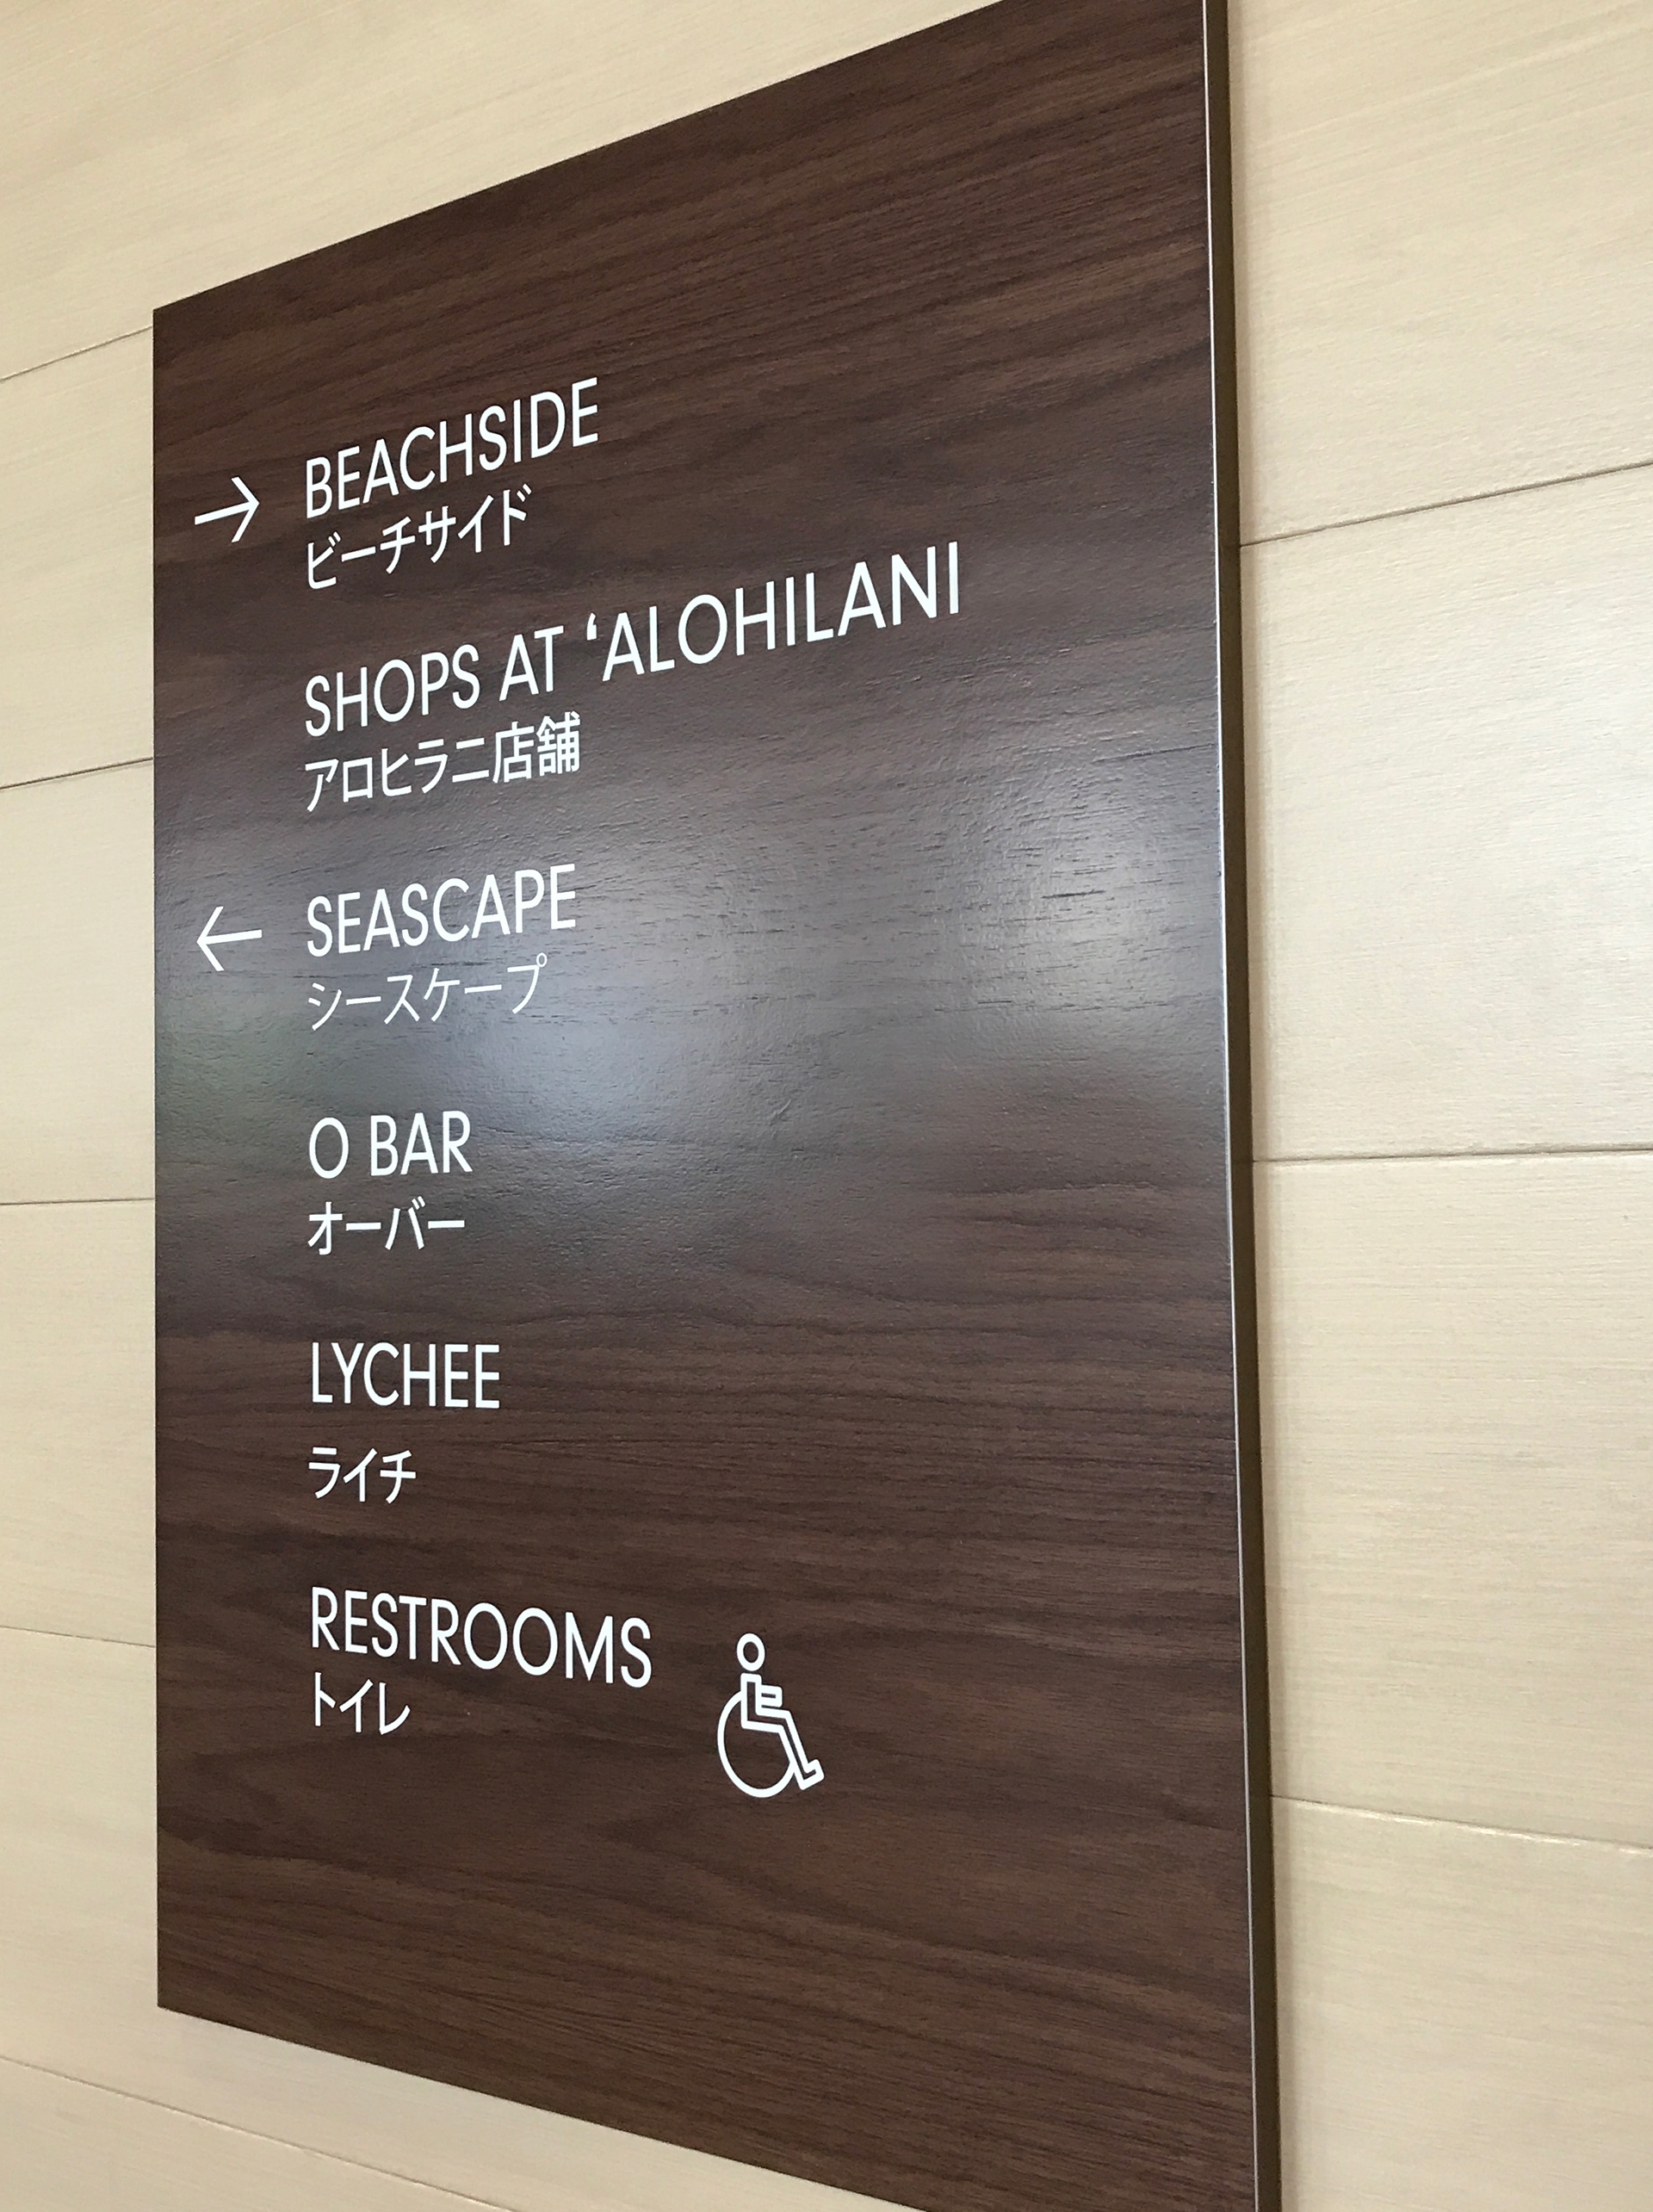 → BEACHSIDE
ビーチサイド
SHOPS AT ʻALOHILANI
アロヒラニ店舗
← SEASCAPE
シースケープ
O BAR
オーバー
LYCHEE
ライチ
RESTROOMS
トイレ